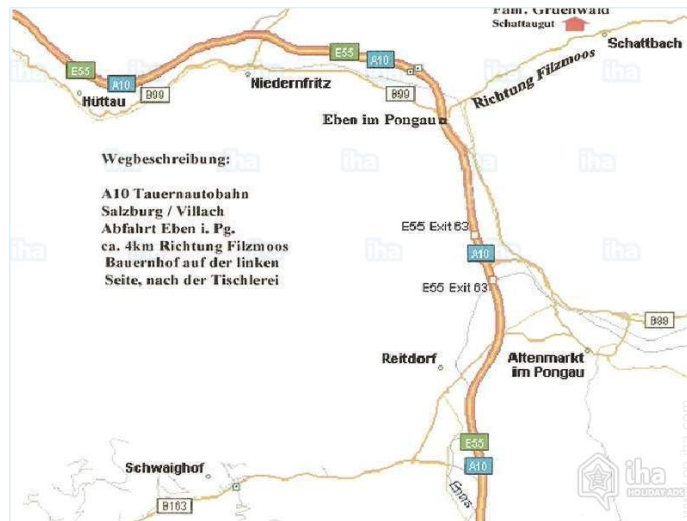 Fam. Gruenwald
Schattaugut
Schattbach
Richtung Filzmoos
E55
E55
A10
E55
A10
Niedernfritz
B99
B99
Hüttau
Eben im Pongau
Wegbeschreibung:
A10 Tauernautobahn
Salzburg / Villach
Abfahrt Eben i. Pg.
ca. 4km Richtung Filzmoos
Bauernhof auf der linken
Seite, nach der Tischlerei
E55 Exit 63
A10
E55 Exit 63
B99
Reitdorf
Altenmarkt
im Pongau
E55
A10
Schwaighof
Enns
B163
iha
HOLIDAY ADS